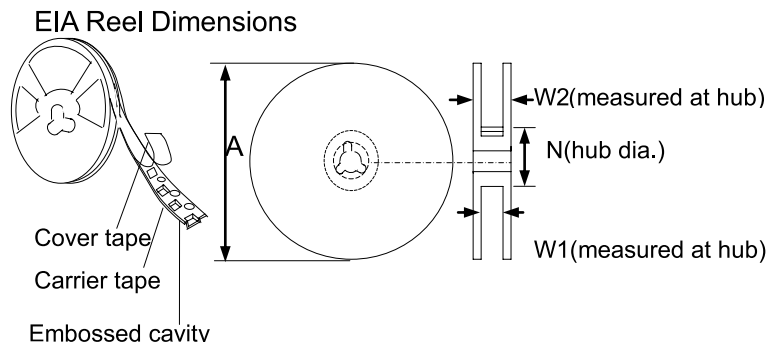 EIA Reel Dimensions
A
W2(measured at hub)
N(hub dia.)
W1(measured at hub)
Cover tape
Carrier tape
Embossed cavity